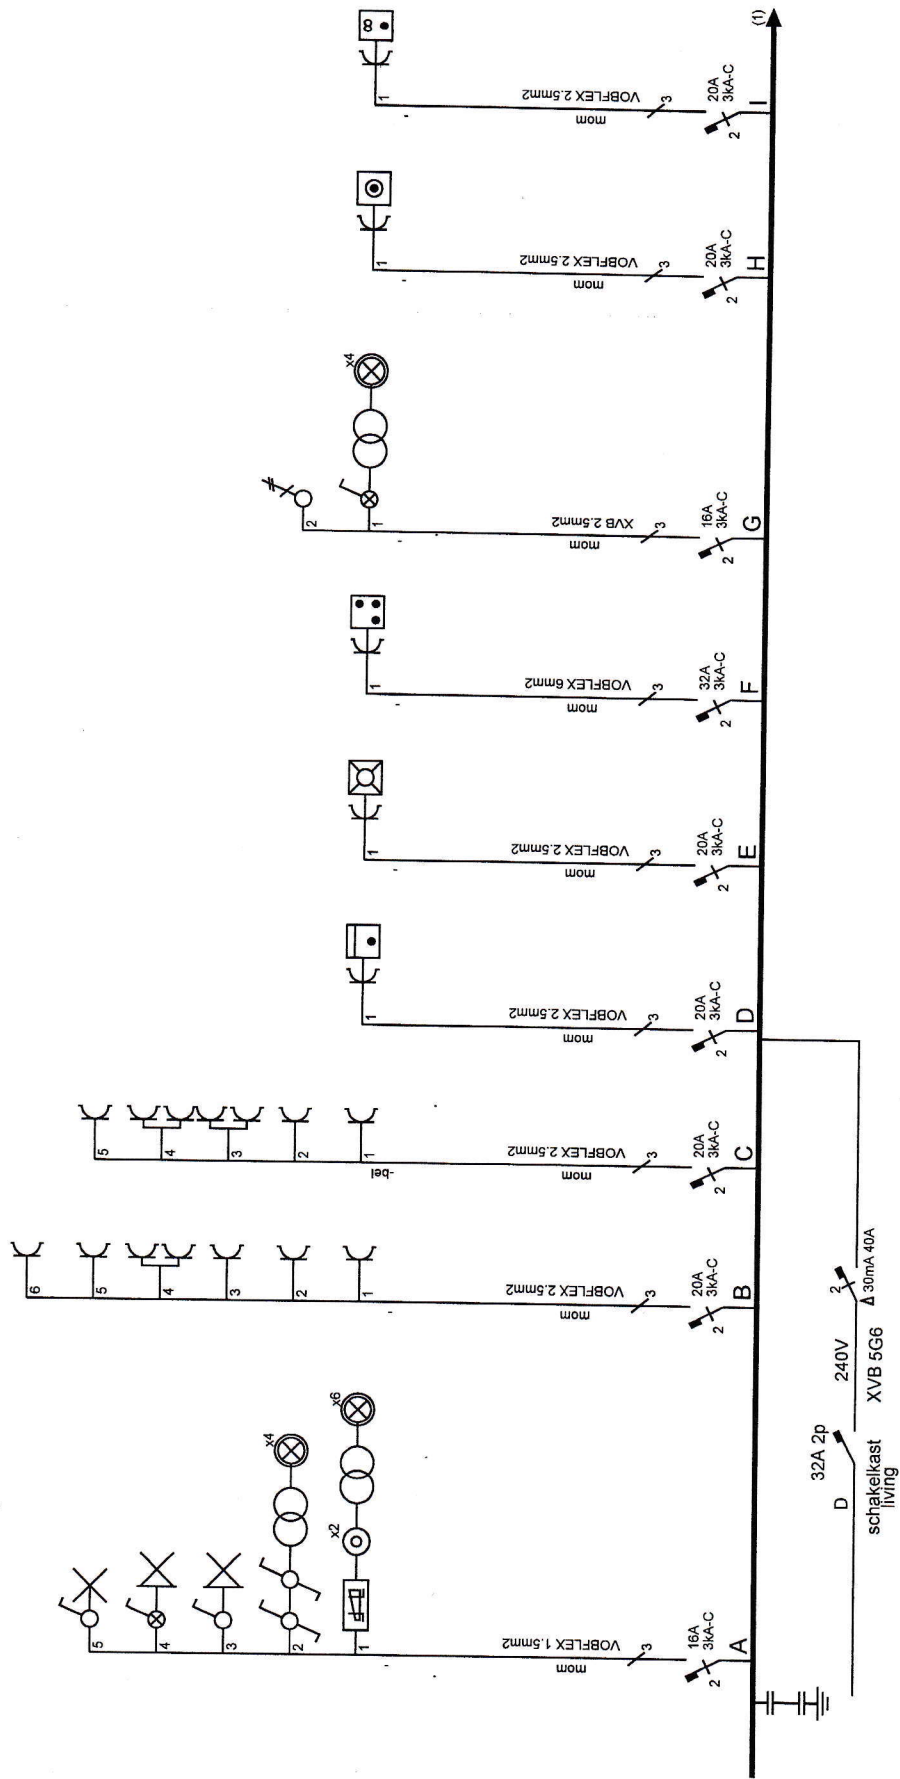 (1)
1
VOBFLEX 2.5mm2
mom
3
20A
3kA-C
2
I
1
VOBFLEX 2.5mm2
mom
3
20A
3kA-C
2
H
x4
2
1
XVB 2.5mm2
mom
3
16A
3kA-C
2
G
1
VOBFLEX 6mm2
mom
3
32A
3kA-C
2
F
1
VOBFLEX 2.5mm2
mom
3
20A
3kA-C
2
E
1
VOBFLEX 2.5mm2
mom
3
20A
3kA-C
2
D
5
4
3
2
1
-bel
VOBFLEX 2.5mm2
mom
3
20A
3kA-C
2
C
6
5
4
3
2
1
VOBFLEX 2.5mm2
mom
3
20A
3kA-C
2
B
x6
x4
x2
5
4
3
2
1
VOBFLEX 1.5mm2
mom
3
16A
3kA-C
2
A
2
Δ 30mA 40A
240V
XVB 5G6
32A 2p
D
schakelkast
living